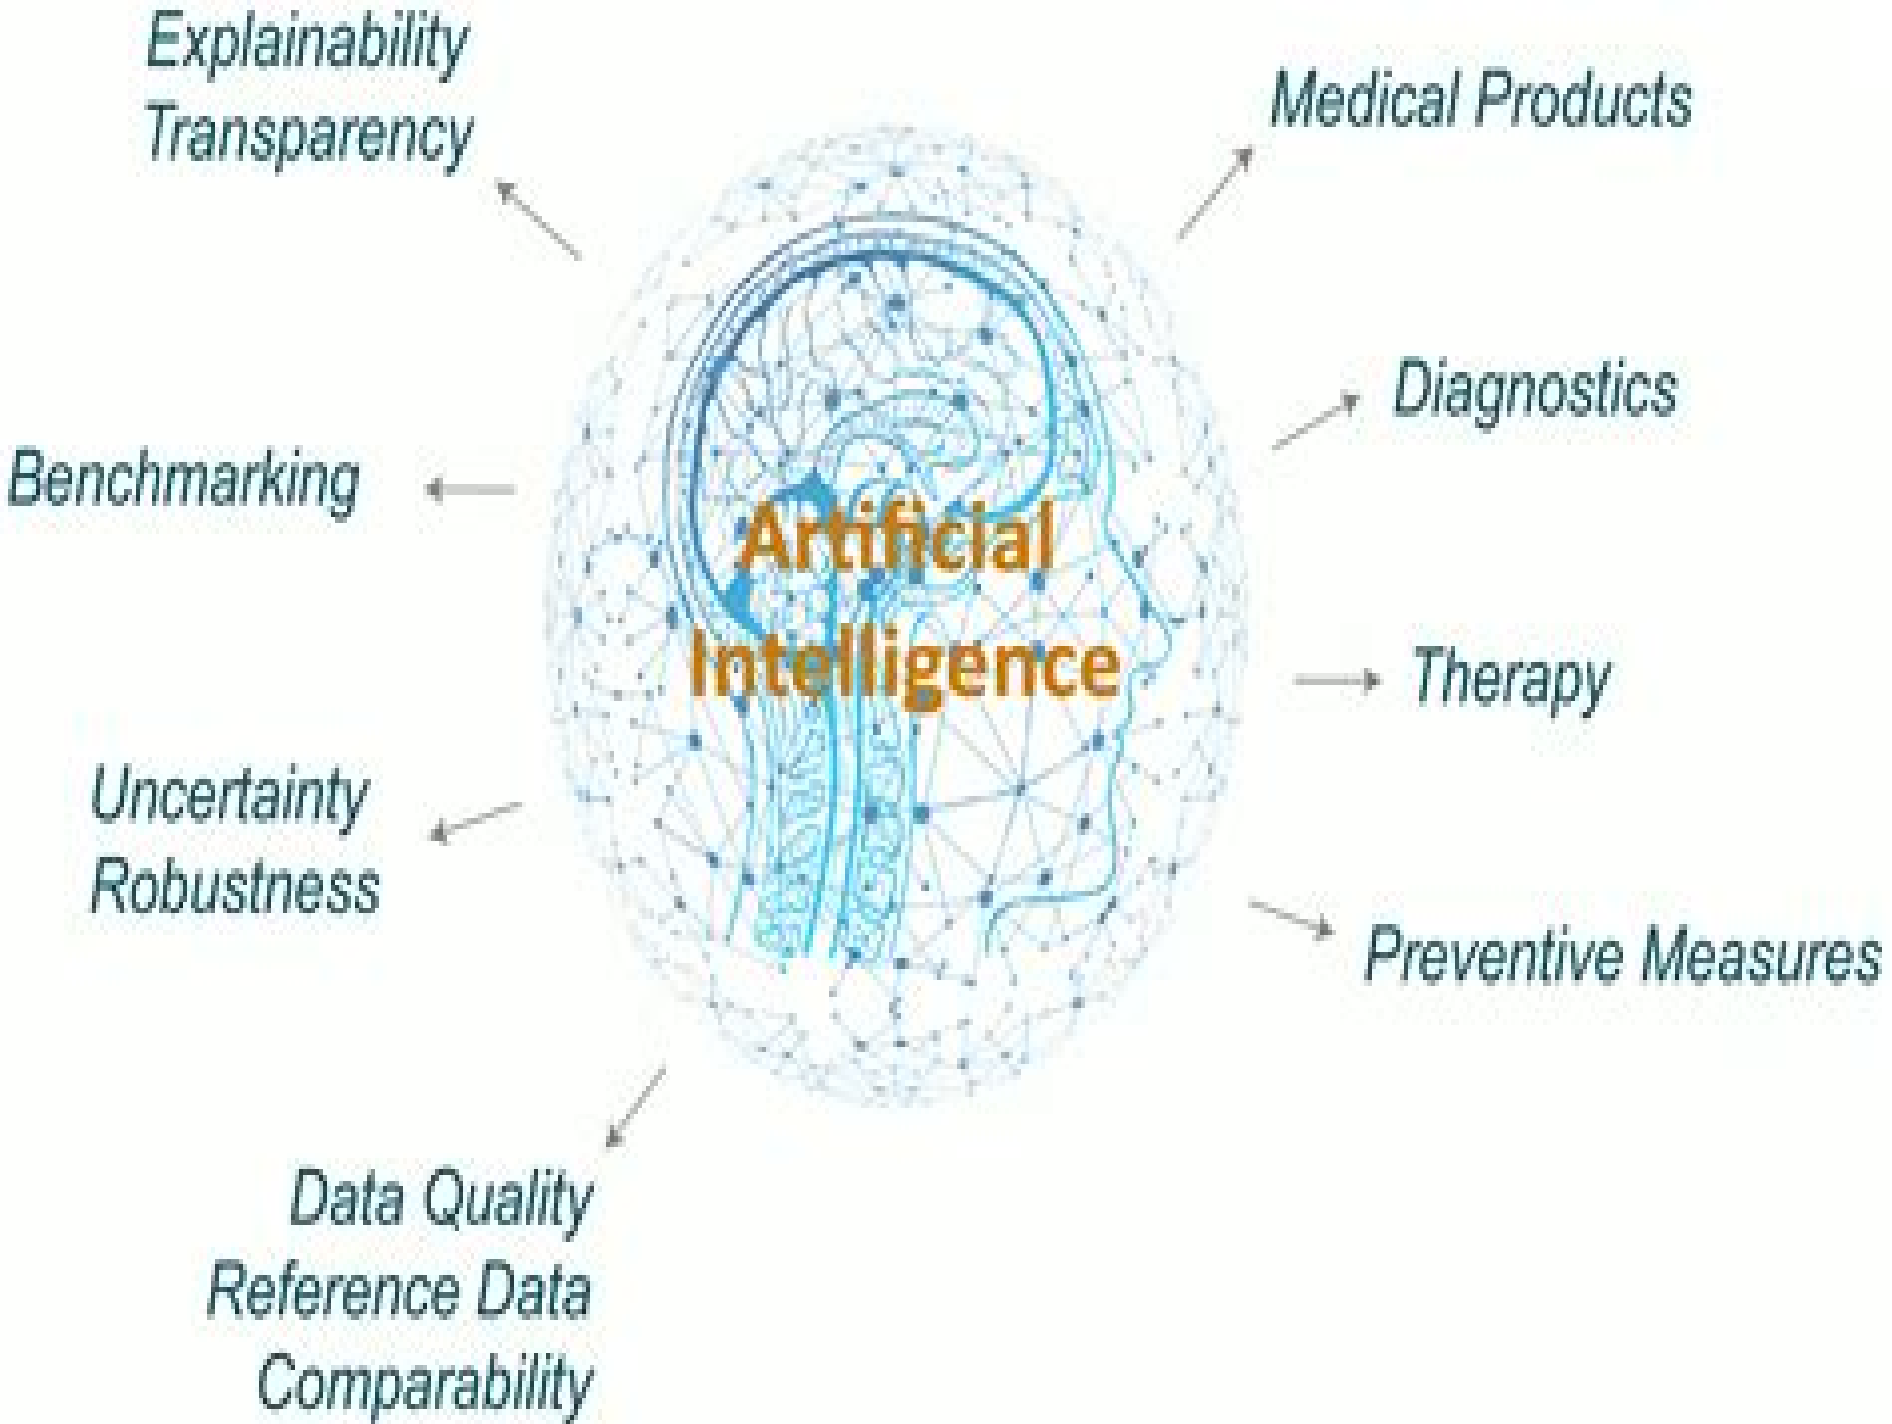 Explainability
Transparency
Medical Products
Diagnostics
Benchmarking
Artificial
Intelligence
Therapy
Uncertainty
Robustness
Preventive Measures
Data Quality
Reference Data
Comparability